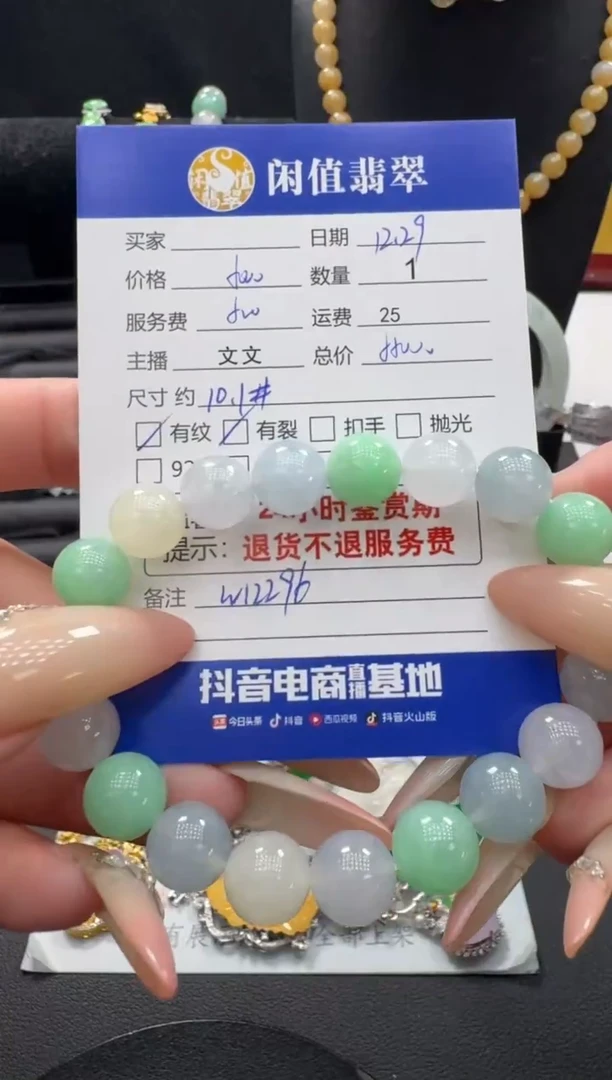 闲值翡翠
买家 日期 12.29
价格 5000 数量 1
服务费 500 运费 25
主播 文文 总价 5500.
尺寸 约 10.1#
有纹 有裂 扣手 抛光
24小时鉴赏期
提示: 退货不退服务费
备注 W12296
抖音电商直播基地
今日头条 抖音 西瓜视频 抖音火山版